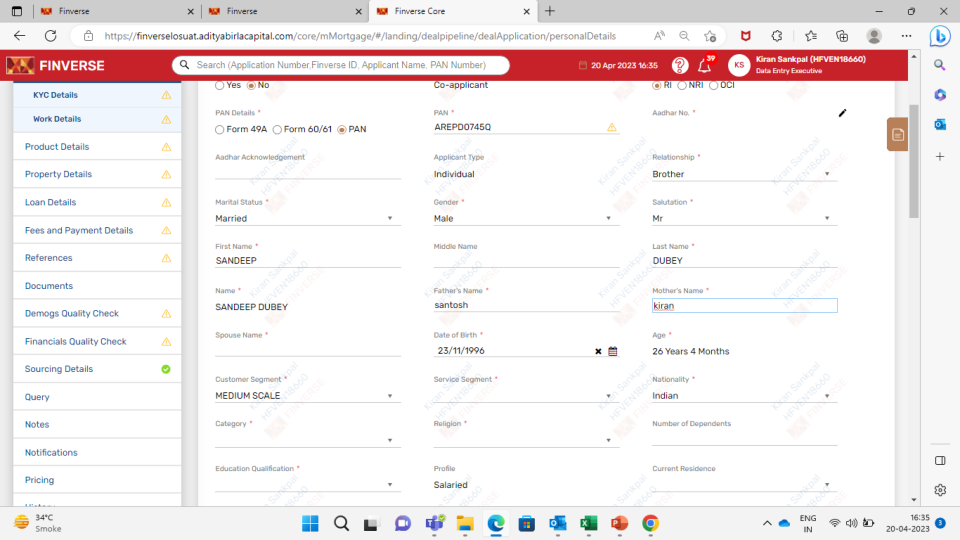 Finverse
Finverse
Finverse Core
https://finverselosuat.adityabirlacapital.com/core/mMortgage/#/landing/dealpipeline/dealApplication/personalDetails
FINVERSE
Search (Application Number,Finverse ID, Applicant Name, PAN Number)
20 Apr 2023 16:35
39
KS
Kiran Sankpal (HFVEN18660)
Data Entry Executive
KYC Details
Work Details
Product Details
Property Details
Loan Details
Fees and Payment Details
References
Documents
Demogs Quality Check
Financials Quality Check
Sourcing Details
Query
Notes
Notifications
Pricing
History
Yes No
Co-applicant
RI NRI OCI
PAN Details *
Form 49A Form 60/61 PAN
PAN *
AREPD0745Q
Aadhar No. *
Aadhar Acknowledgement
Applicant Type
Individual
Relationship *
Brother
Marital Status *
Married
Gender *
Male
Salutation *
Mr
First Name *
SANDEEP
Middle Name
Last Name *
DUBEY
Name *
SANDEEP DUBEY
Father's Name *
santosh
Mother's Name *
kiran
Spouse Name *
Date of Birth *
23/11/1996
Age *
26 Years 4 Months
Customer Segment *
MEDIUM SCALE
Service Segment *
Nationality *
Indian
Category *
Religion *
Number of Dependents
Education Qualification *
Profile
Salaried
Current Residence
Kiran Sankpal
HFVEN18660
FINVERSE
34°C
Smoke
ENG
IN
16:35
20-04-2023
3